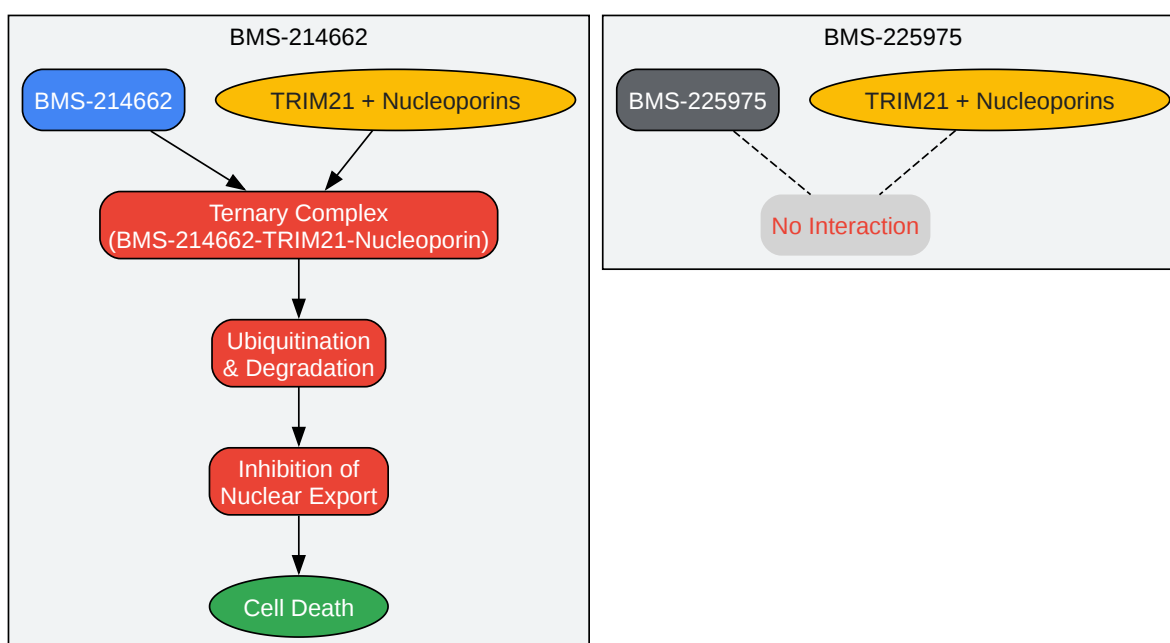 BMS-214662
BMS-214662
TRIM21 + Nucleoporins
Ternary Complex
(BMS-214662-TRIM21-Nucleoporin)
Ubiquitination
& Degradation
Inhibition of
Nuclear Export
Cell Death
BMS-225975
BMS-225975
TRIM21 + Nucleoporins
No Interaction